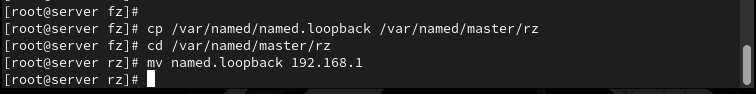 [root@server fz]#
[root@server fz]# cp /var/named/named.loopback /var/named/master/rz
[root@server fz]# cd /var/named/master/rz
[root@server rz]# mv named.loopback 192.168.1
[root@server rz]#